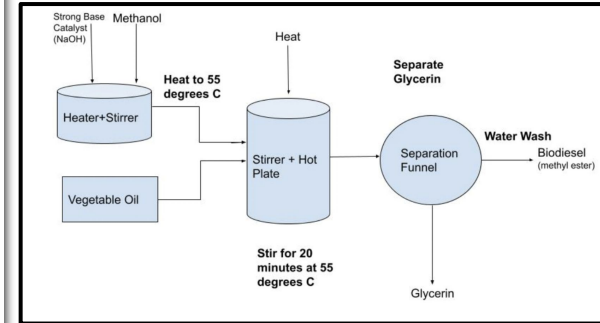 Strong Base
Catalyst
(NaOH)
Methanol
Heat
Heat to 55
degrees C
Separate
Glycerin
Heater+Stirrer
Water Wash
Stirrer + Hot
Plate
Separation
Funnel
Biodiesel
(methyl ester)
Vegetable Oil
Stir for 20
minutes at 55
degrees C
Glycerin